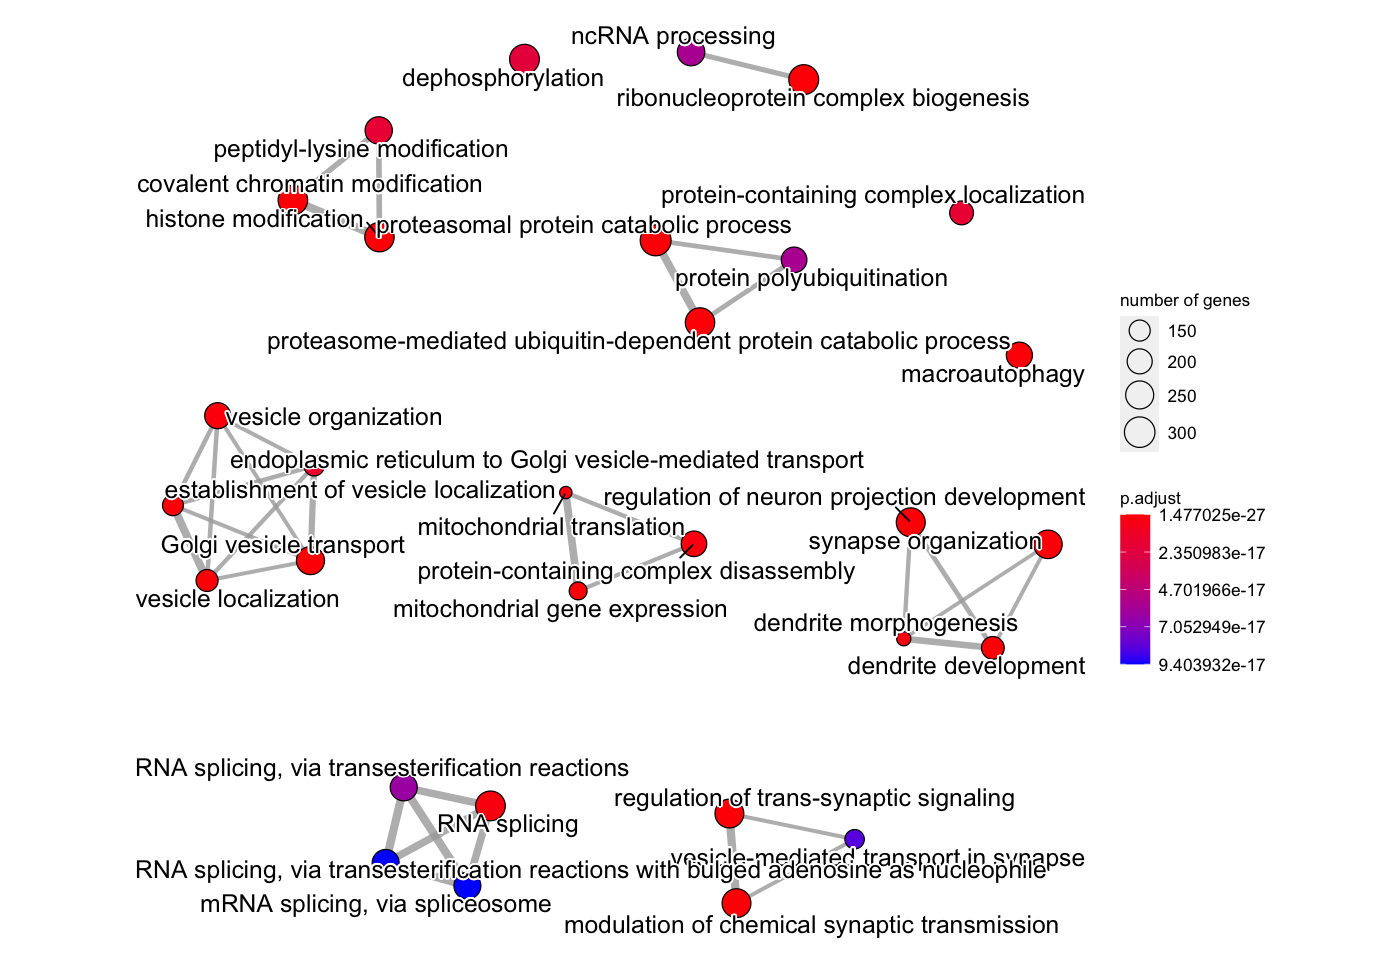 ncRNA processing
dephosphorylation
ribonucleoprotein complex biogenesis
peptidyl-lysine modification
covalent chromatin modification
protein-containing complex localization
histone modification
proteasomal protein catabolic process
protein polyubiquitination
proteasome-mediated ubiquitin-dependent protein catabolic process
macroautophagy
vesicle organization
endoplasmic reticulum to Golgi vesicle-mediated transport
establishment of vesicle localization
regulation of neuron projection development
mitochondrial translation
synapse organization
Golgi vesicle transport
protein-containing complex disassembly
vesicle localization
mitochondrial gene expression
dendrite morphogenesis
dendrite development
RNA splicing, via transesterification reactions
regulation of trans-synaptic signaling
RNA splicing
vesicle-mediated transport in synapse
RNA splicing, via transesterification reactions with bulged adenosine as nucleophile
mRNA splicing, via spliceosome
modulation of chemical synaptic transmission
number of genes
150
200
250
300
p.adjust
1.477025e-27
2.350983e-17
4.701966e-17
7.052949e-17
9.403932e-17